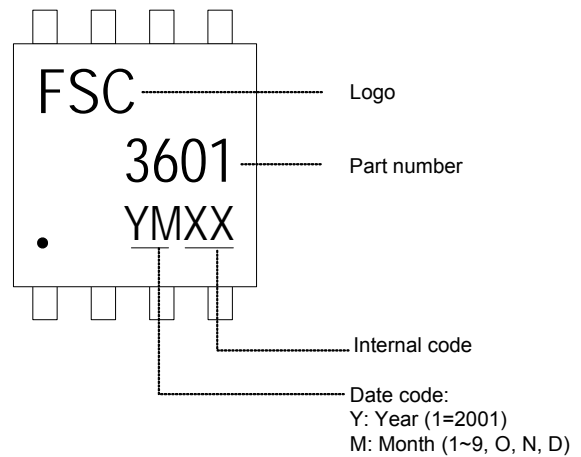 FSC
Logo
3601
Part number
YMXX
Internal code
Date code:
Y: Year (1=2001)
M: Month (1~9, O, N, D)